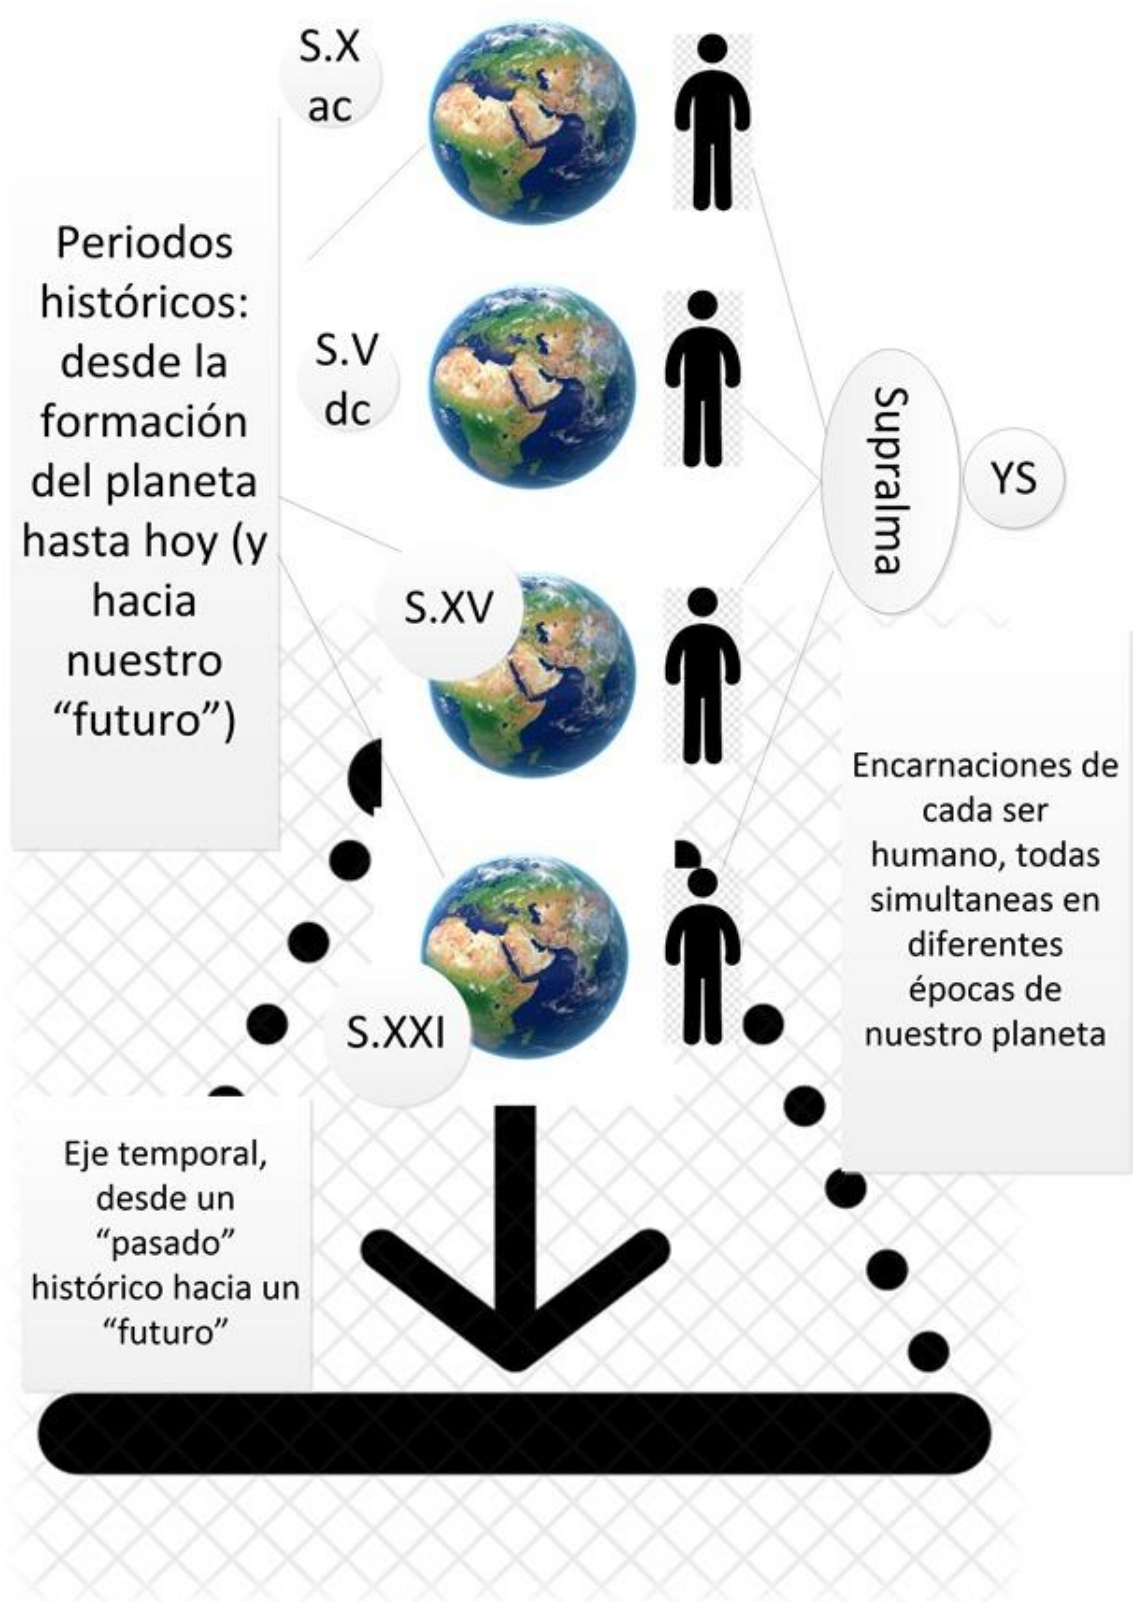 S.X
ac
Periodos
históricos:
desde la
formación
del planeta
hasta hoy (y
hacia
nuestro
“futuro”)
S.V
dc
Supralma
YS
S.XV
Encarnaciones de
cada ser
humano, todas
simultaneas en
diferentes
épocas de
nuestro planeta
S.XXI
Eje temporal,
desde un
“pasado”
histórico hacia un
“futuro”